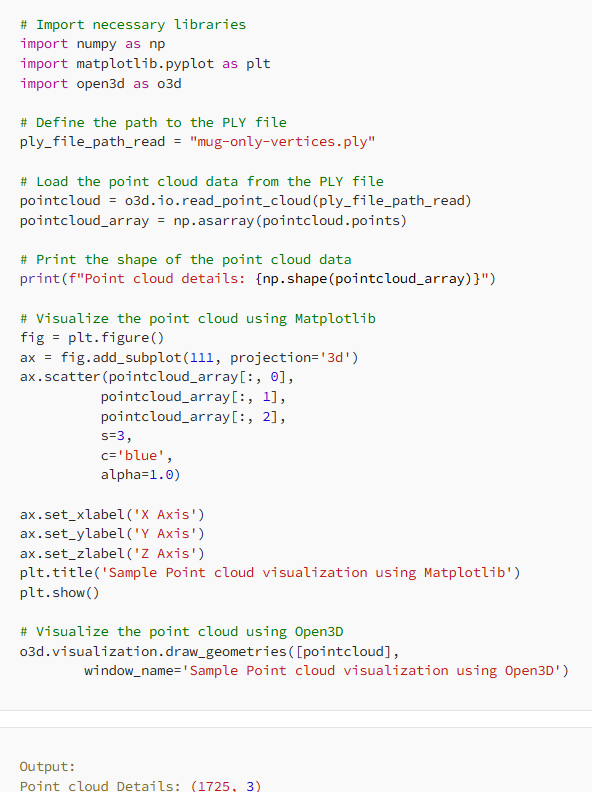 # Import necessary libraries
import numpy as np
import matplotlib.pyplot as plt
import open3d as o3d
# Define the path to the PLY file
ply_file_path_read = "mug-only-vertices.ply"
# Load the point cloud data from the PLY file
pointcloud = o3d.io.read_point_cloud(ply_file_path_read)
pointcloud_array = np.asarray(pointcloud.points)
# Print the shape of the point cloud data
print(f"Point cloud details: {np.shape(pointcloud_array)}")
# Visualize the point cloud using Matplotlib
fig = plt.figure()
ax = fig.add_subplot(111, projection='3d')
ax.scatter(pointcloud_array[:, 0],
          pointcloud_array[:, 1],
          pointcloud_array[:, 2],
          s=3,
          c='blue',
          alpha=1.0)
ax.set_xlabel('X Axis')
ax.set_ylabel('Y Axis')
ax.set_zlabel('Z Axis')
plt.title('Sample Point cloud visualization using Matplotlib')
plt.show()
# Visualize the point cloud using Open3D
o3d.visualization.draw_geometries([pointcloud],
        window_name='Sample Point cloud visualization using Open3D')
Output:
Point cloud Details: (1725, 3)